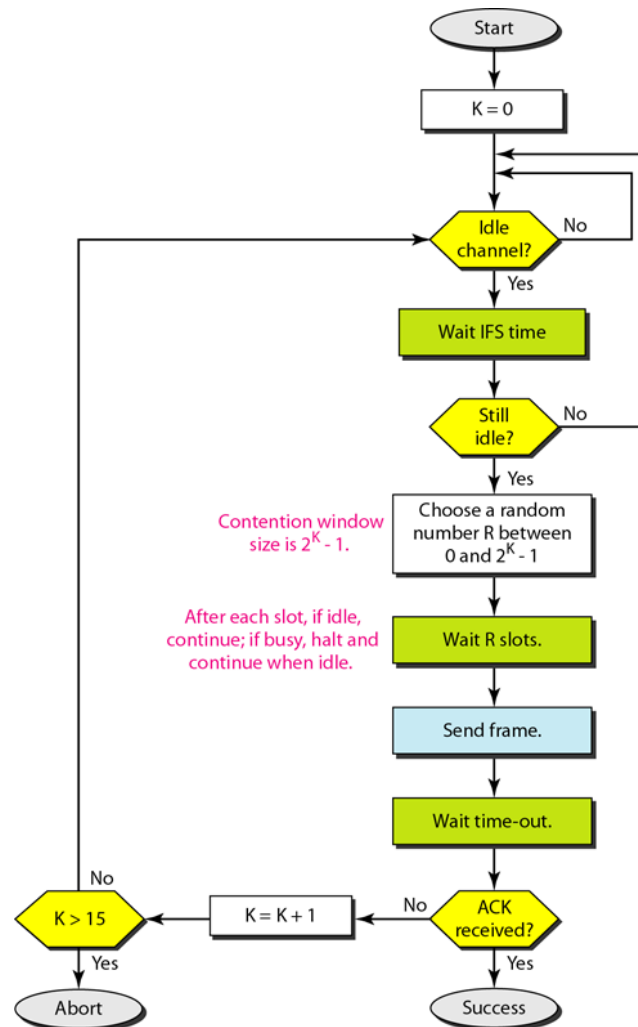 Start
K = 0
Idle
channel?
No
Yes
Wait IFS time
Still
idle?
No
Yes
Contention window
size is 2^K - 1.
Choose a random
number R between
0 and 2^K - 1
After each slot, if idle,
continue; if busy, halt and
continue when idle.
Wait R slots.
Send frame.
Wait time-out.
ACK
received?
No
K = K + 1
K > 15
No
Yes
Abort
Yes
Success